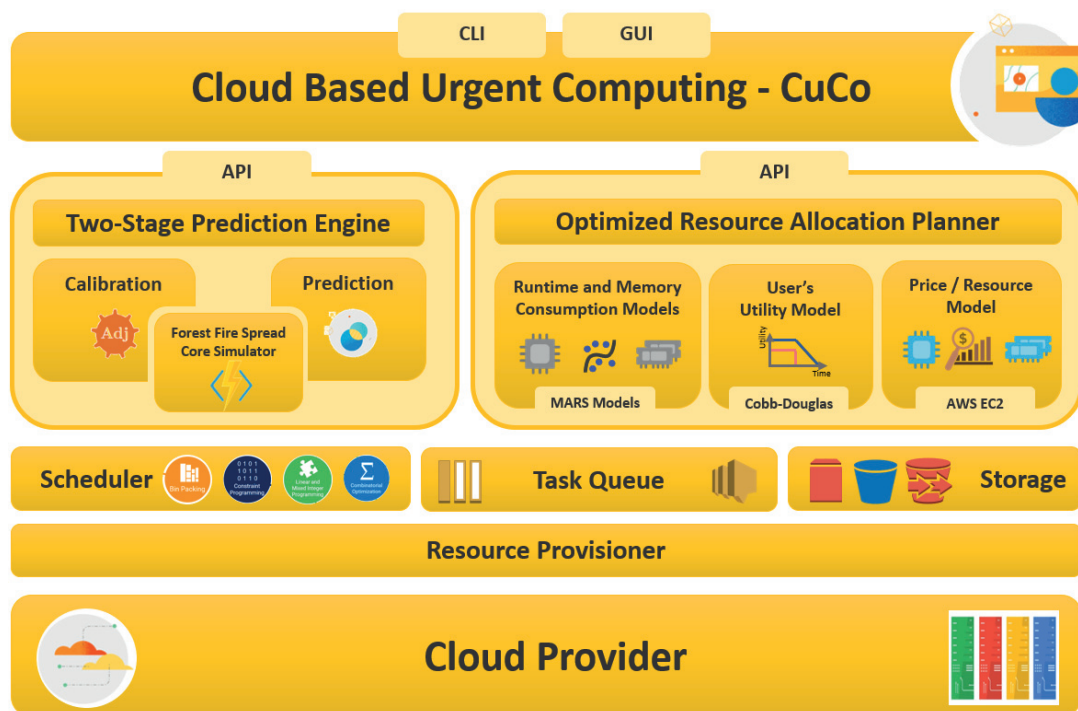 CLI
GUI
Cloud Based Urgent Computing - CuCo
API
API
Two-Stage Prediction Engine
Optimized Resource Allocation Planner
Calibration
Prediction
Adj
Forest Fire Spread
Core Simulator
Runtime and Memory
Consumption Models
MARS Models
User's
Utility Model
Utility
Time
Cobb-Douglas
Price / Resource
Model
$
AWS EC2
Scheduler
Bin Packing
0101
1011
0110
Constraint
Programming
Linear and
Mixed Integer
Programming
Σ
Combinatorial
Optimization
Task Queue
Storage
Resource Provisioner
Cloud Provider